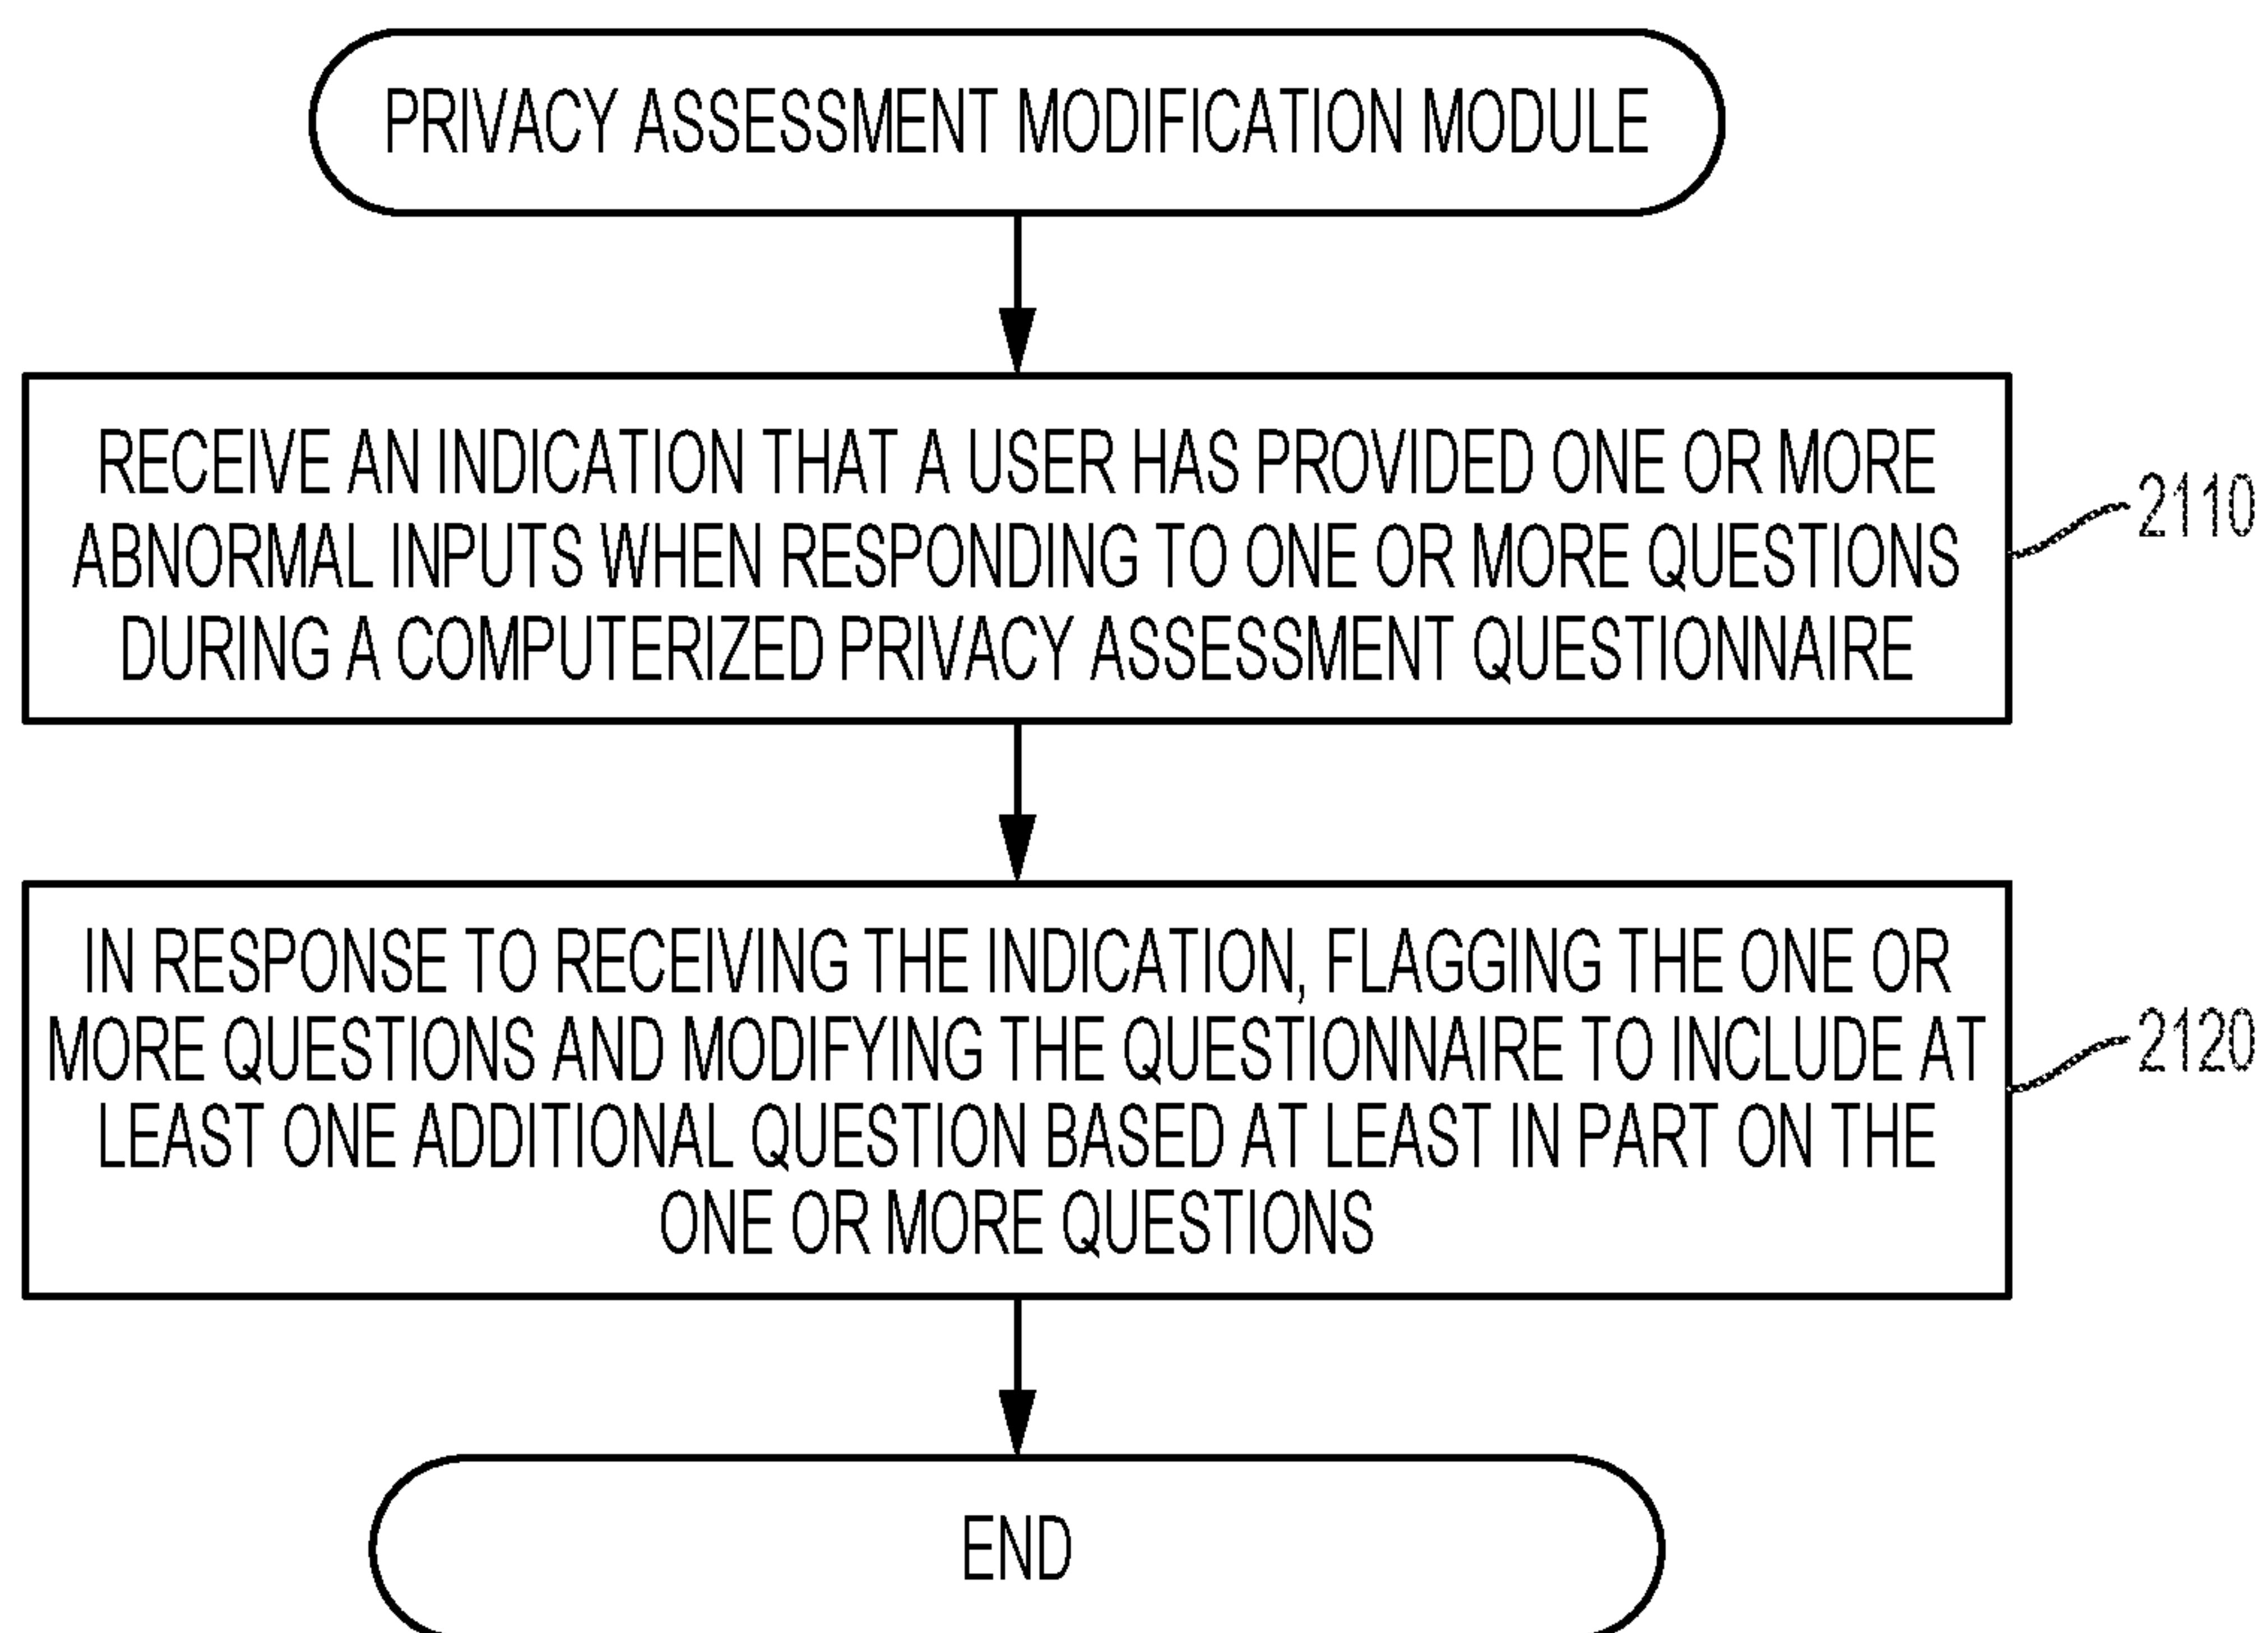 PRIVACY ASSESSMENT MODIFICATION MODULE
RECEIVE AN INDICATION THAT A USER HAS PROVIDED ONE OR MORE
ABNORMAL INPUTS WHEN RESPONDING TO ONE OR MORE QUESTIONS
DURING A COMPUTERIZED PRIVACY ASSESSMENT QUESTIONNAIRE
2110
IN RESPONSE TO RECEIVING THE INDICATION, FLAGGING THE ONE OR
MORE QUESTIONS AND MODIFYING THE QUESTIONNAIRE TO INCLUDE AT
LEAST ONE ADDITIONAL QUESTION BASED AT LEAST IN PART ON THE
ONE OR MORE QUESTIONS
2120
END